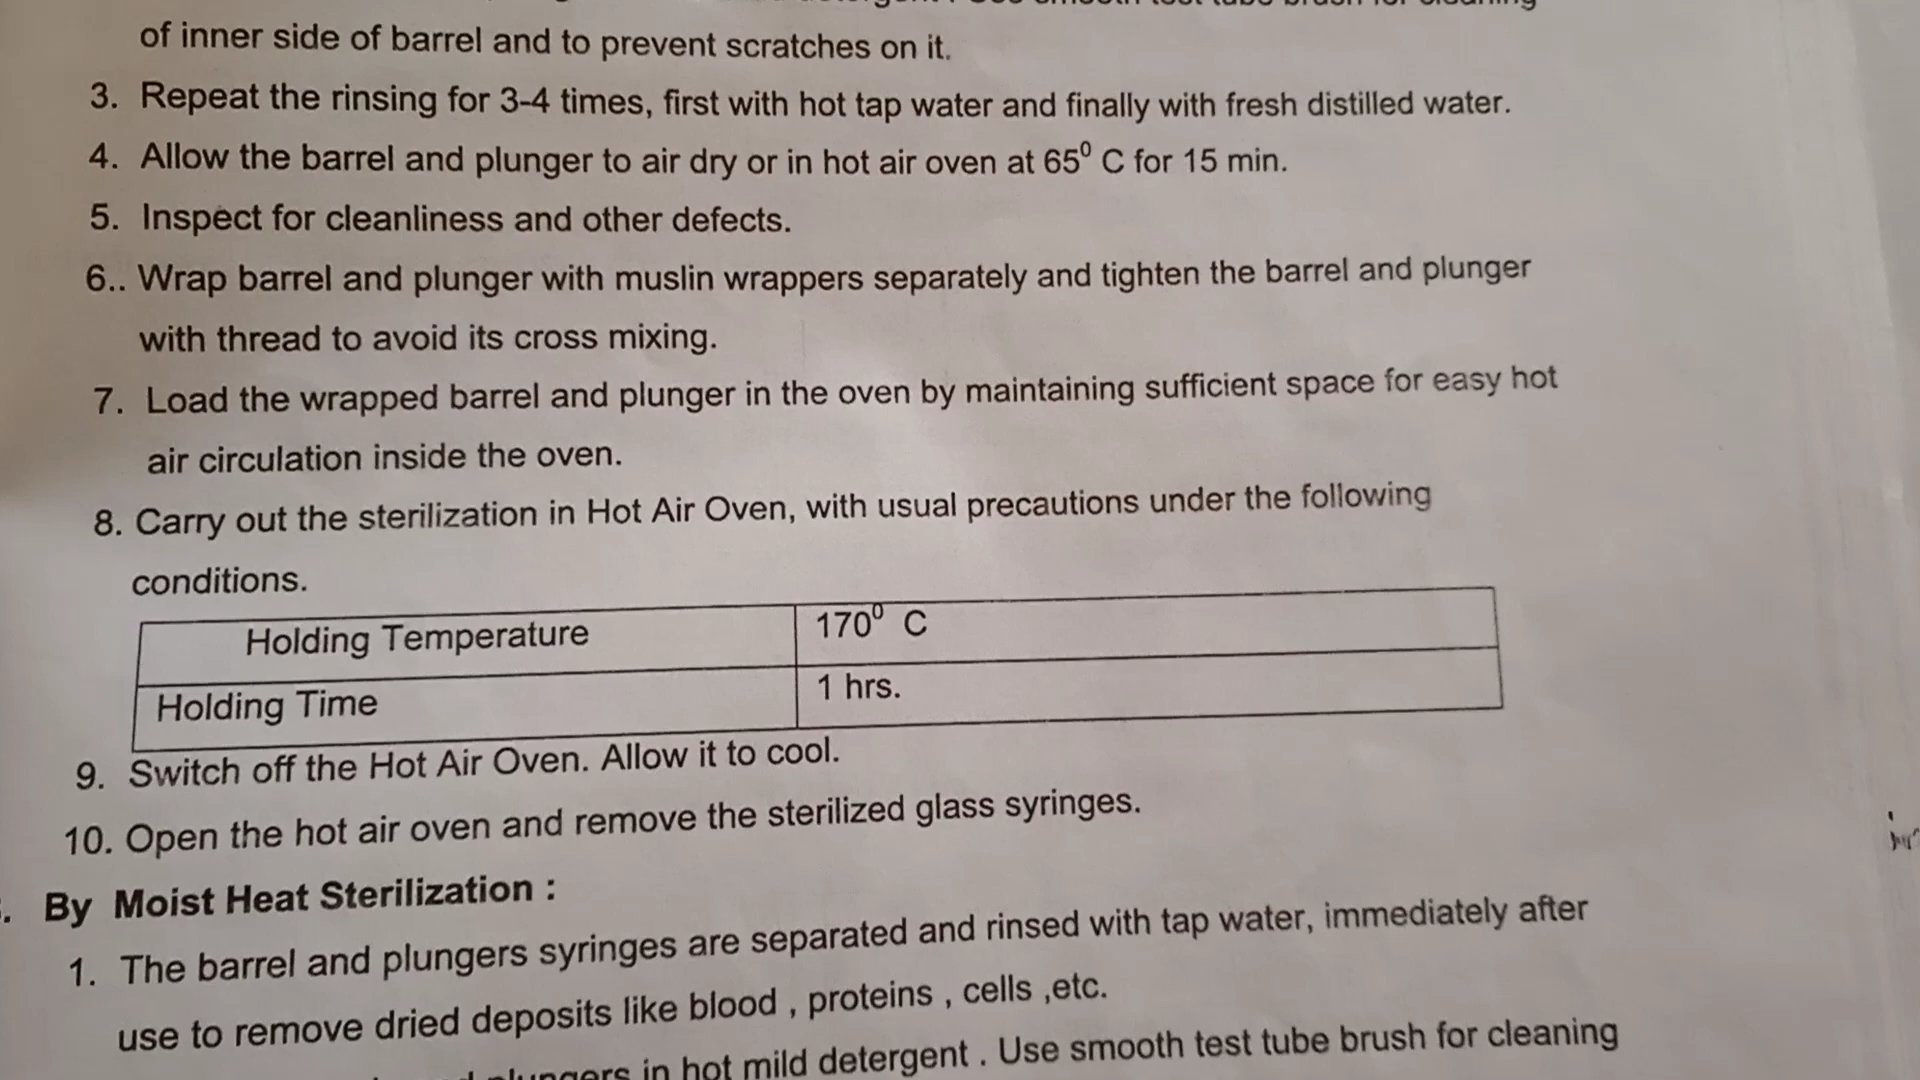 of inner side of barrel and to prevent scratches on it.
3. Repeat the rinsing for 3-4 times, first with hot tap water and finally with fresh distilled water.
4. Allow the barrel and plunger to air dry or in hot air oven at 65⁰ C for 15 min.
5. Inspect for cleanliness and other defects.
6.. Wrap barrel and plunger with muslin wrappers separately and tighten the barrel and plunger
with thread to avoid its cross mixing.
7. Load the wrapped barrel and plunger in the oven by maintaining sufficient space for easy hot
air circulation inside the oven.
8. Carry out the sterilization in Hot Air Oven, with usual precautions under the following
conditions.
Holding Temperature 170⁰ C
Holding Time 1 hrs.
9. Switch off the Hot Air Oven. Allow it to cool.
10. Open the hot air oven and remove the sterilized glass syringes.
By Moist Heat Sterilization :
1. The barrel and plungers syringes are separated and rinsed with tap water, immediately after
use to remove dried deposits like blood , proteins , cells ,etc.
plungers in hot mild detergent . Use smooth test tube brush for cleaning